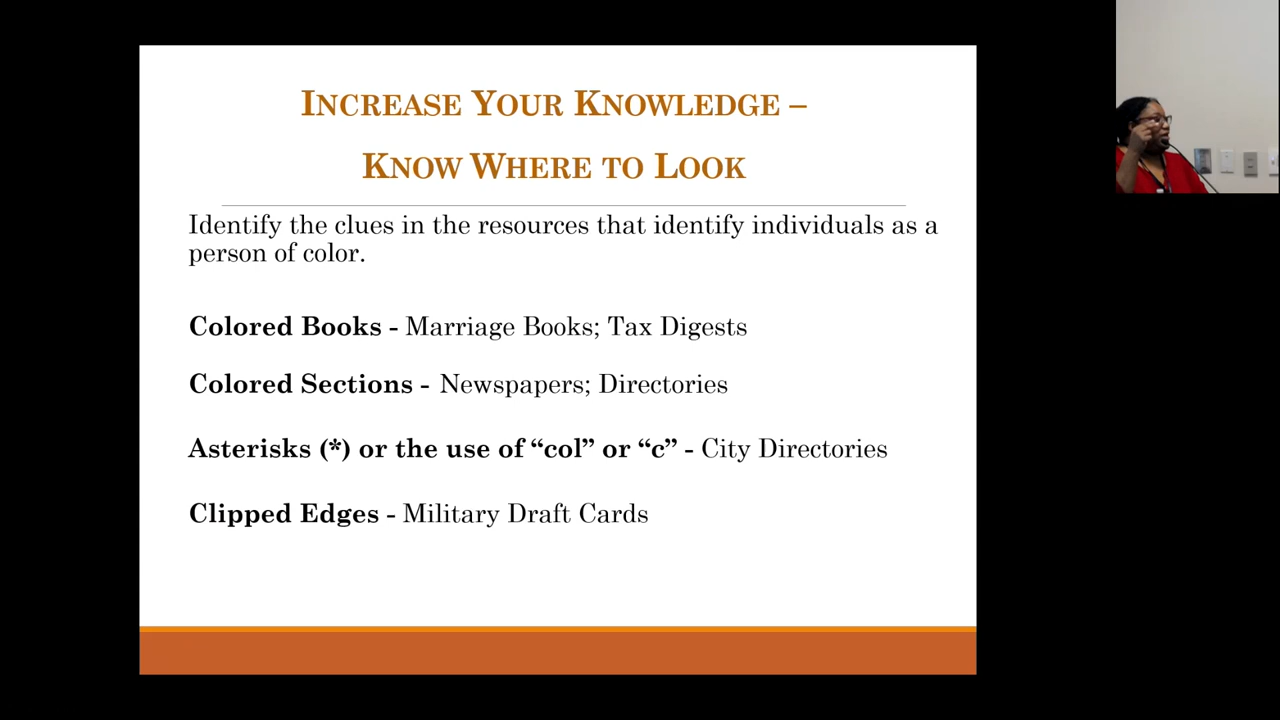 Increase Your Knowledge –
Know Where to Look
Identify the clues in the resources that identify individuals as a
person of color.
Colored Books - Marriage Books; Tax Digests
Colored Sections - Newspapers; Directories
Asterisks (*) or the use of “col” or “c” - City Directories
Clipped Edges - Military Draft Cards